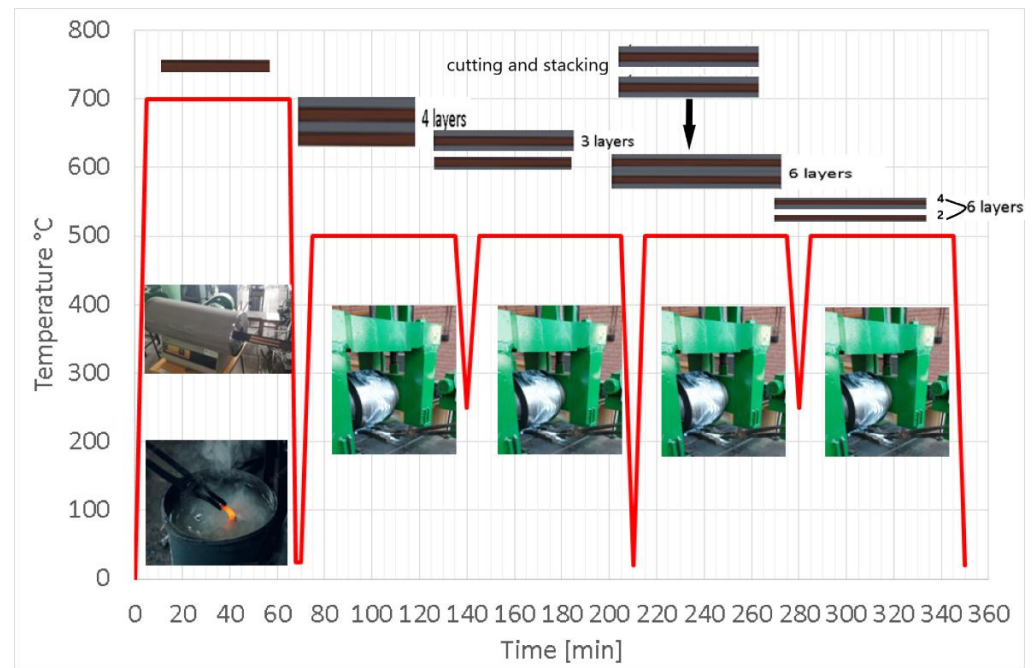 800
700
600
500
400
300
200
100
0
Temperature °C
cutting and stacking
4 layers
3 layers
6 layers
4
2
6 layers
0 20 40 60 80 100 120 140 160 180 200 210 220 240 260 280 300 320 340 360
Time [min]